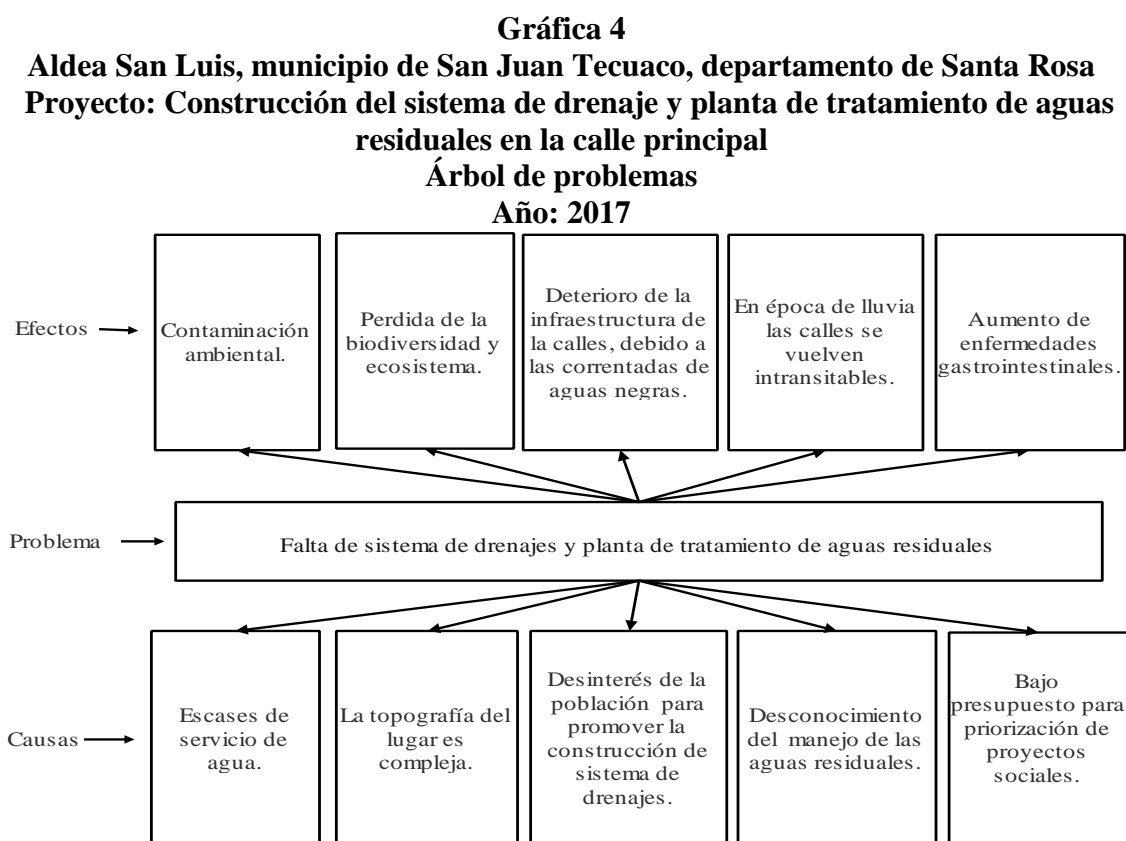 Gráfica 4
Aldea San Luis, municipio de San Juan Tecuaco, departamento de Santa Rosa
Proyecto: Construcción del sistema de drenaje y planta de tratamiento de aguas
residuales en la calle principal
Árbol de problemas
Año: 2017
Efectos
Contaminación
ambiental.
Perdida de la
biodiversidad y
ecosistema.
Deterioro de la
infraestructura de
la calles, debido a
las correntadas de
aguas negras.
En época de lluvia
las calles se
vuelven
intransitables.
Aumento de
enfermedades
gastrointestinales.
Problema
Falta de sistema de drenajes y planta de tratamiento de aguas residuales
Causas
Escases de
servicio de
agua.
La topografía del
lugar es
compleja.
Desinterés de la
población para
promover la
construcción de
sistema de
drenajes.
Desconocimiento
del manejo de las
aguas residuales.
Bajo
presupuesto para
priorización de
proyectos
sociales.